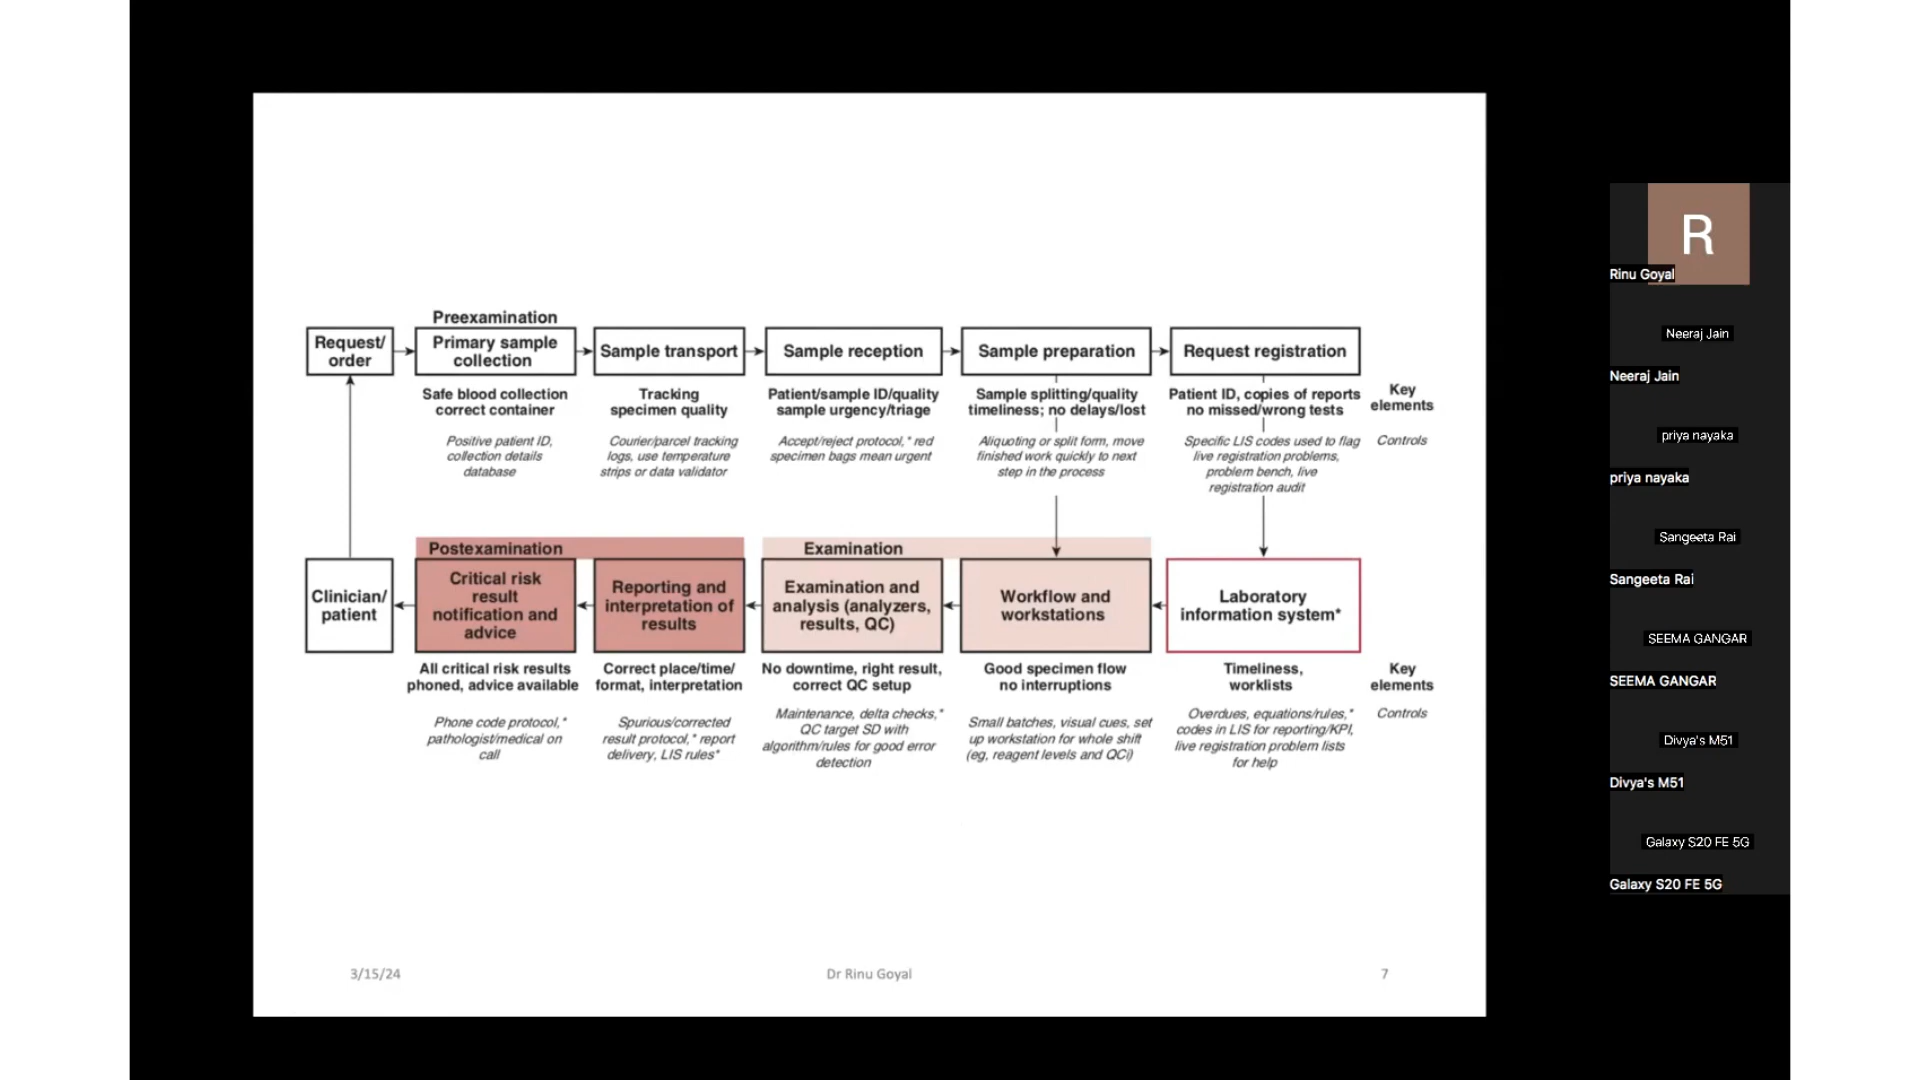 Preexamination
Request/
order
Primary sample
collection
Sample transport
Sample reception
Sample preparation
Request registration
Safe blood collection
correct container
Tracking
specimen quality
Patient/sample ID/quality
sample urgency/triage
Sample splitting/quality
timeliness; no delays/lost
Patient ID, copies of reports
no missed/wrong tests
Key
elements
Positive patient ID,
collection details
database
Courier/parcel tracking
logs, use temperature
strips or data validator
Accept/reject protocol,* red
specimen bags mean urgent
Aliquoting or split form, move
finished work quickly to next
step in the process
Specific LIS codes used to flag
live registration problems,
problem bench, live
registration audit
Controls
Postexamination
Examination
Clinician/
patient
Critical risk
result
notification and
advice
Reporting and
interpretation of
results
Examination and
analysis (analyzers,
results, QC)
Workflow and
workstations
Laboratory
information system*
All critical risk results
phoned, advice available
Correct place/time/
format, interpretation
No downtime, right result,
correct QC setup
Good specimen flow
no interruptions
Timeliness,
worklists
Key
elements
Phone code protocol,*
pathologist/medical on
call
Spurious/corrected
result protocol,* report
delivery, LIS rules*
Maintenance, delta checks,*
QC target SD with
algorithm/rules for good error
detection
Small batches, visual cues, set
up workstation for whole shift
(eg, reagent levels and QCi)
Overdues, equations/rules,*
codes in LIS for reporting/KPI,
live registration problem lists
for help
Controls
3/15/24
Dr Rinu Goyal
7
R
Rinu Goyal
Neeraj Jain
Neeraj Jain
priya nayaka
priya nayaka
Sangeeta Rai
Sangeeta Rai
SEEMA GANGAR
SEEMA GANGAR
Divya's M51
Divya's M51
Galaxy S20 FE 5G
Galaxy S20 FE 5G